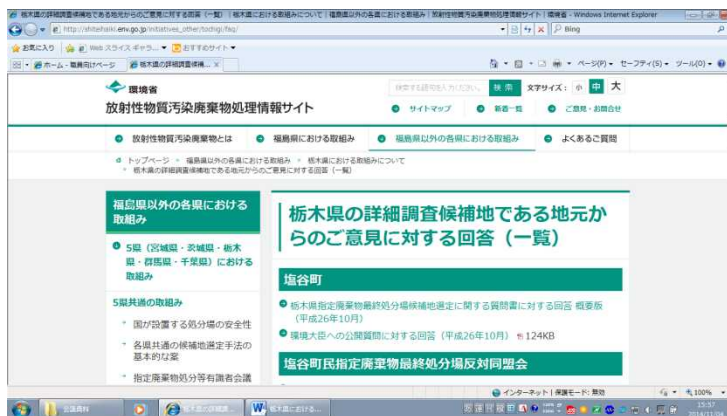 栃木県の詳細調査候補地である地元からのご意見に対する回答（一覧）｜栃木県における取組みについて｜福島県以外の各県における取組み｜放射性物質汚染廃棄物処理情報サイト｜環境省 - Windows Internet Explorer
http://shiteihaiki.env.go.jp/initiatives_other/tochigi/faq/
Bing
お気に入り Web スライス ギャラ... おすすめサイト
ホーム - 職員向けページ 栃木県の詳細調査候補...
ページ(P) セーフティ(S) ツール(O)
環境省
放射性物質汚染廃棄物処理情報サイト
検索 文字サイズ： 小 中 大
サイトマップ 新着一覧 ご意見・お問合せ
放射性物質汚染廃棄物とは 福島県における取組み 福島県以外の各県における取組み よくあるご質問
トップページ 福島県以外の各県における取組み 栃木県における取組みについて
栃木県の詳細調査候補地である地元からのご意見に対する回答（一覧）
福島県以外の各県における
取組み
5県（宮城県・茨城県・栃木
県・群馬県・千葉県）における
取組み
5県共通の取組み
国が設置する処分場の安全性
各県共通の候補地選定手法の
基本的な案
指定廃棄物処分等有識者会議
栃木県の詳細調査候補地である地元か
らのご意見に対する回答（一覧）
塩谷町
栃木県指定廃棄物最終処分場候補地選定に関する質問書に対する回答 概要版
（平成26年10月）
環境大臣への公開質問に対する回答（平成26年10月） 124KB
塩谷町民指定廃棄物最終処分場反対同盟会
インターネット | 保護モード: 無効 100%
会議資料 栃木県の詳細調... 栃木県における... 15:57
2014/11/04